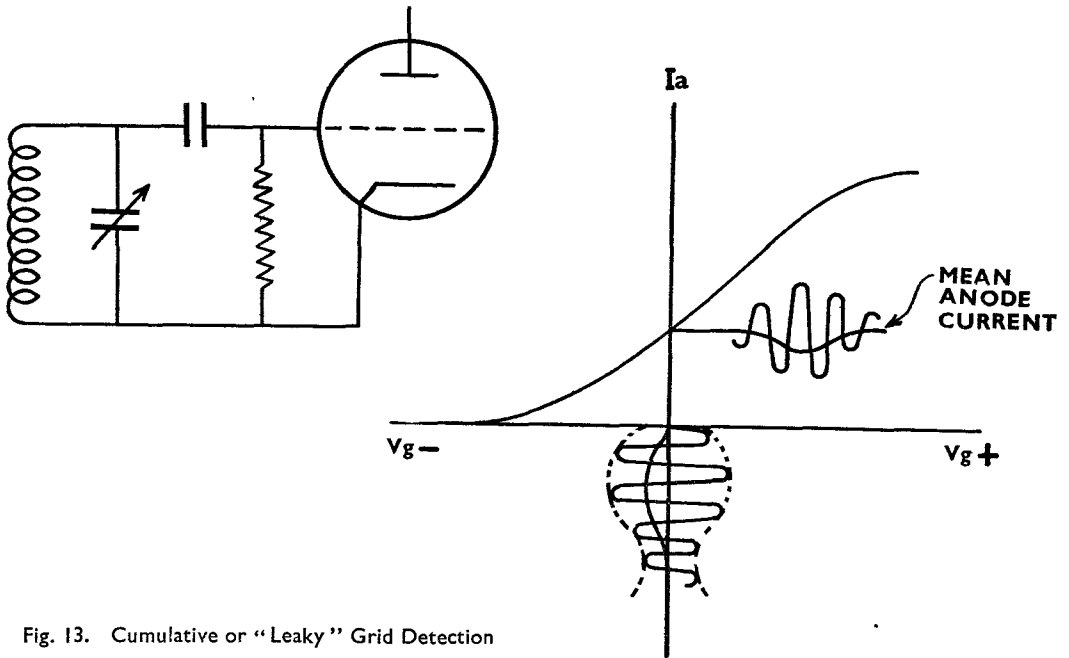 Ia
MEAN
ANODE
CURRENT
Vg−
Vg+
Fig. 13. Cumulative or “Leaky” Grid Detection